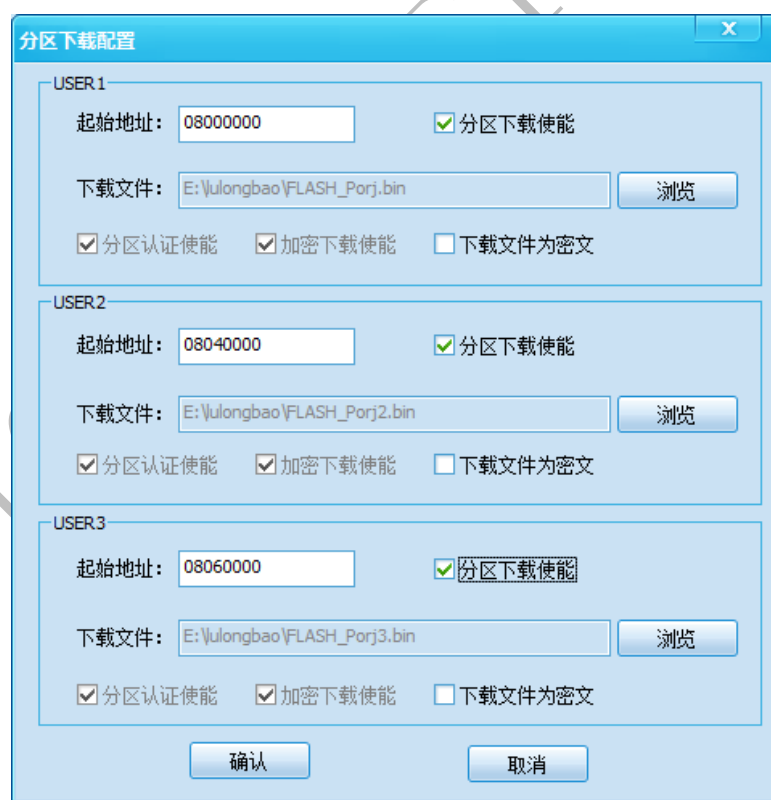 分区下载配置
x
USER1
起始地址: 08000000 分区下载使能
下载文件: E:\lulongbao\FLASH_Porj.bin 浏览
分区认证使能 加密下载使能 下载文件为密文
USER2
起始地址: 08040000 分区下载使能
下载文件: E:\lulongbao\FLASH_Porj2.bin 浏览
分区认证使能 加密下载使能 下载文件为密文
USER3
起始地址: 08060000 分区下载使能
下载文件: E:\lulongbao\FLASH_Porj3.bin 浏览
分区认证使能 加密下载使能 下载文件为密文
确认 取消